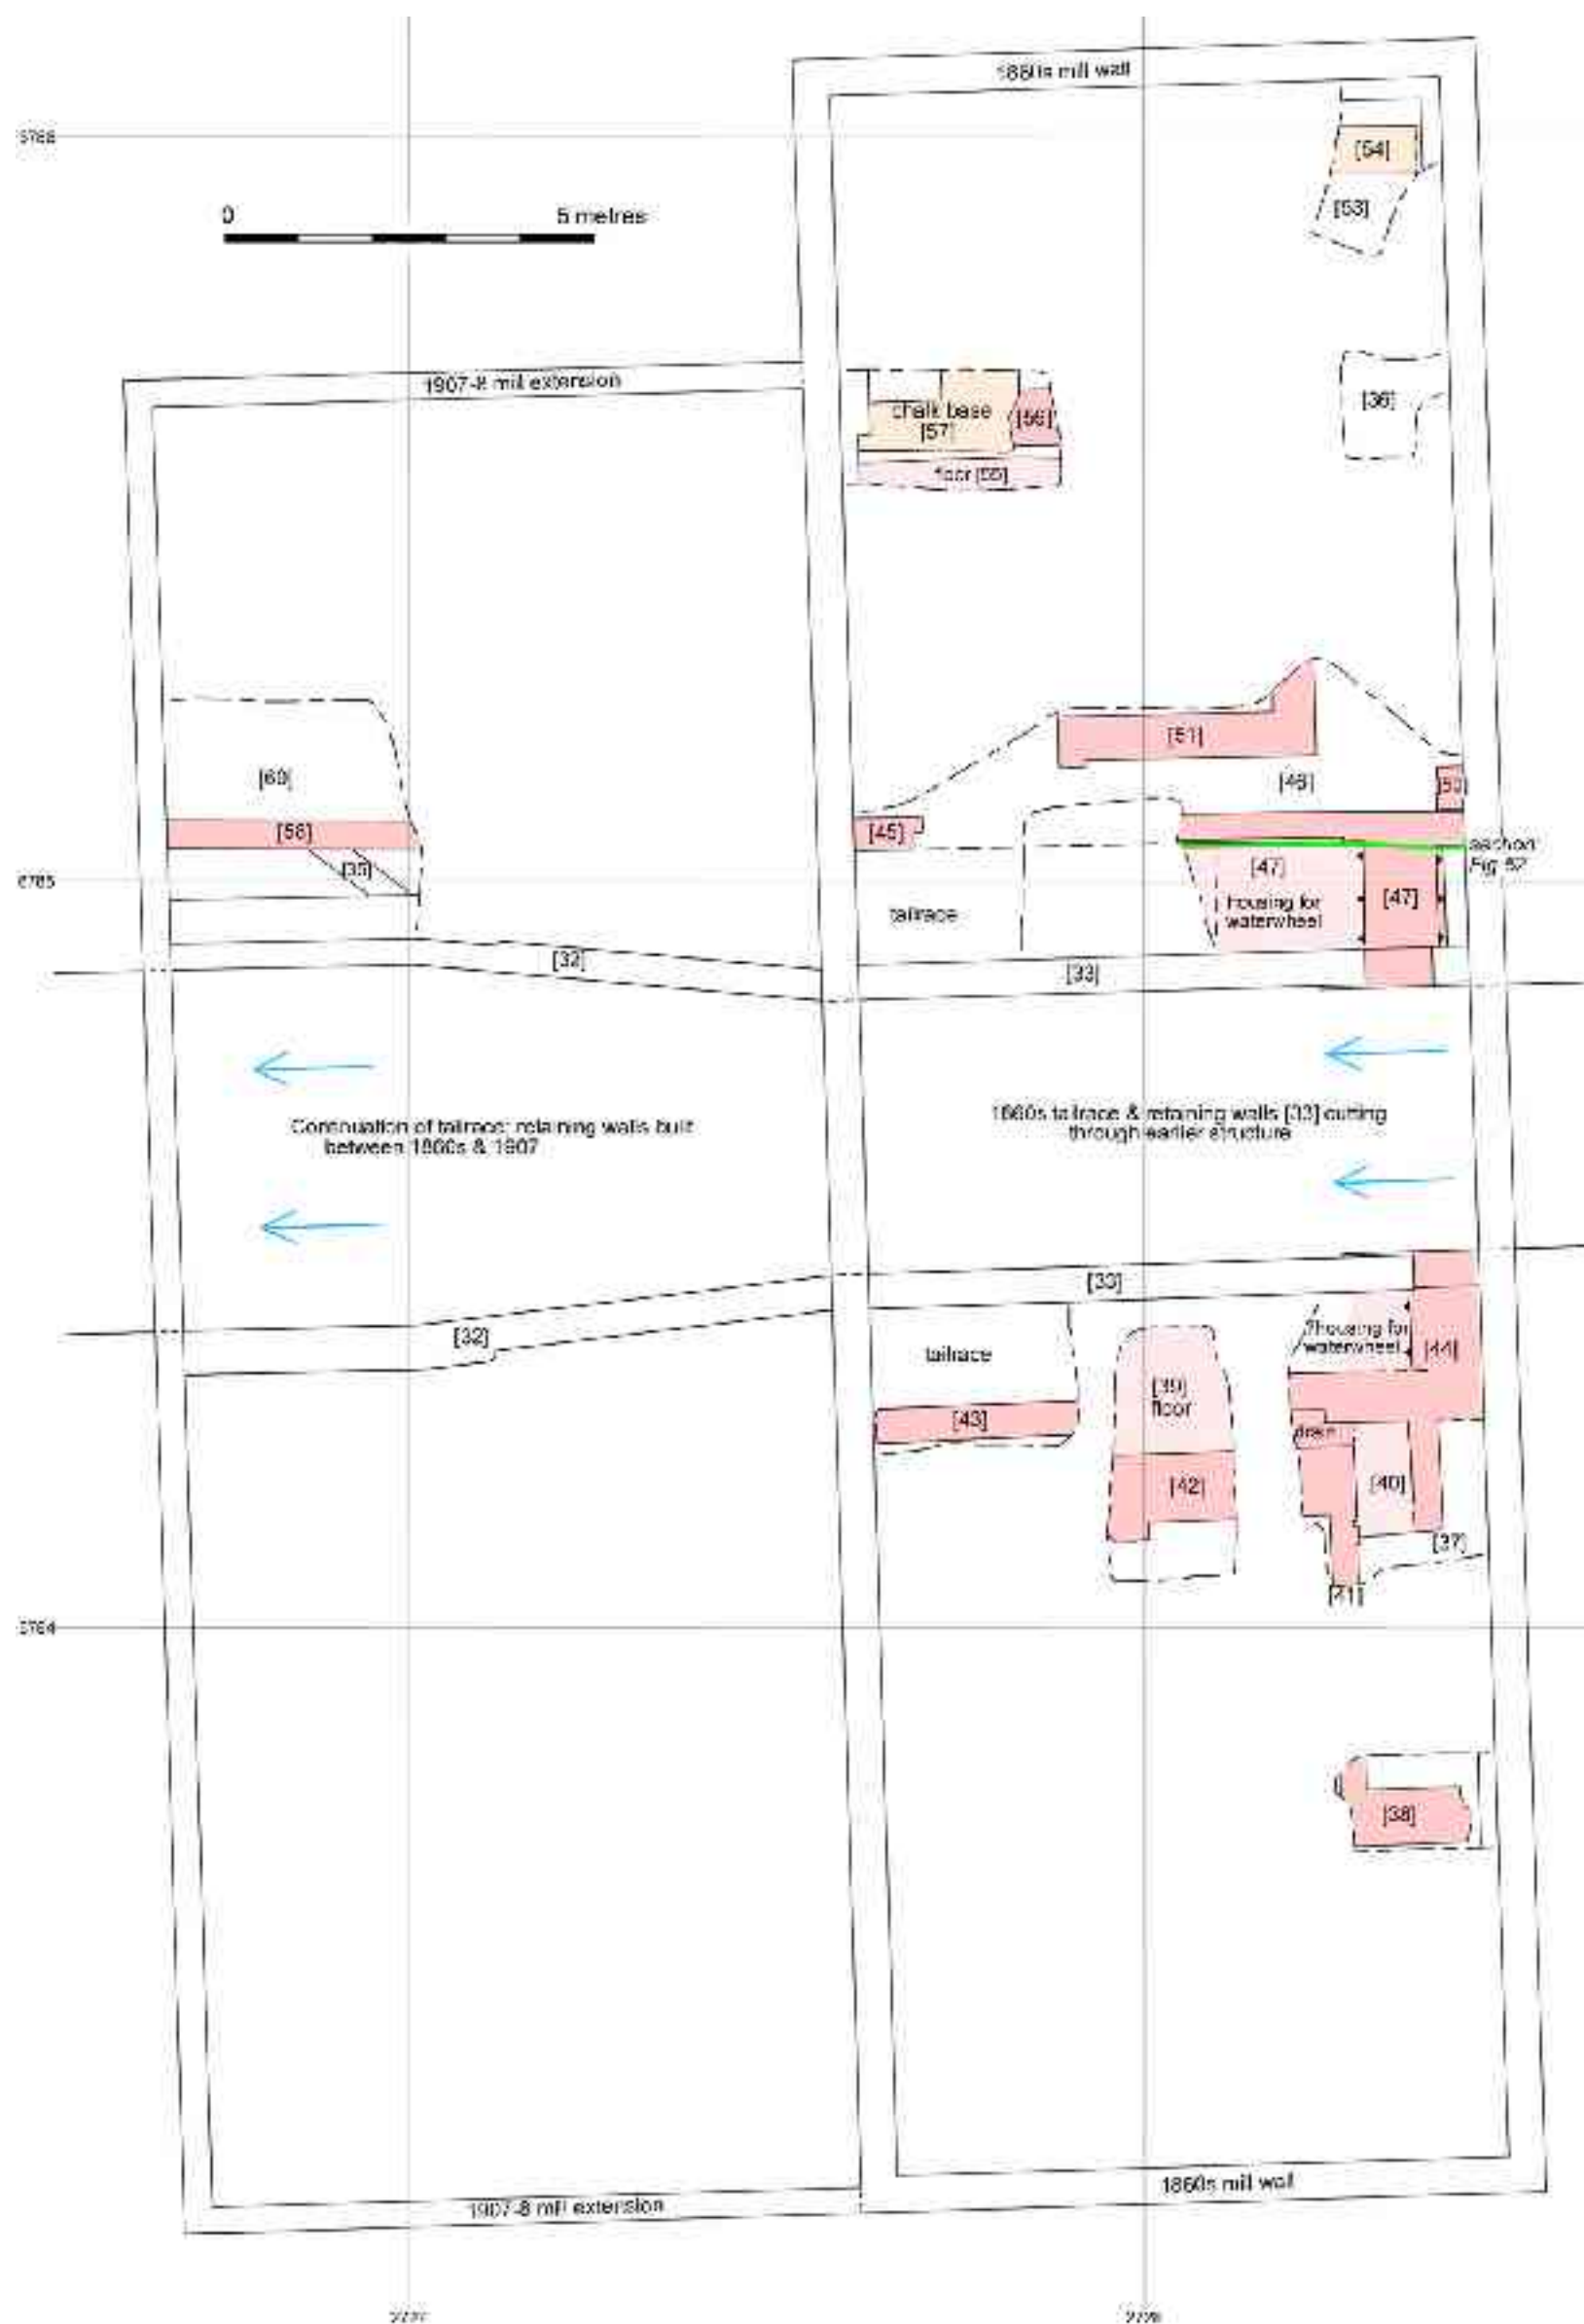 1860s mill wall
[54]
[53]
0 5 metres
1907-8 mill extension
[36]
chalk base
[57]
[56]
floor [55]
[51]
[46]
[50]
[58]
[45]
[35]
section
[47]
housing for
waterwheel
[47]
tailrace
[32]
[33]
Continuation of tailrace; retaining walls built
between 1860s & 1907
1860s tailrace & retaining walls [33] cutting
through earlier structure
[33]
[32]
tailrace
?housing for
waterwheel
[44]
[39]
floor
[43]
drain
[42]
[40]
[37]
[41]
[38]
1860s mill wall
1907-8 mill extension